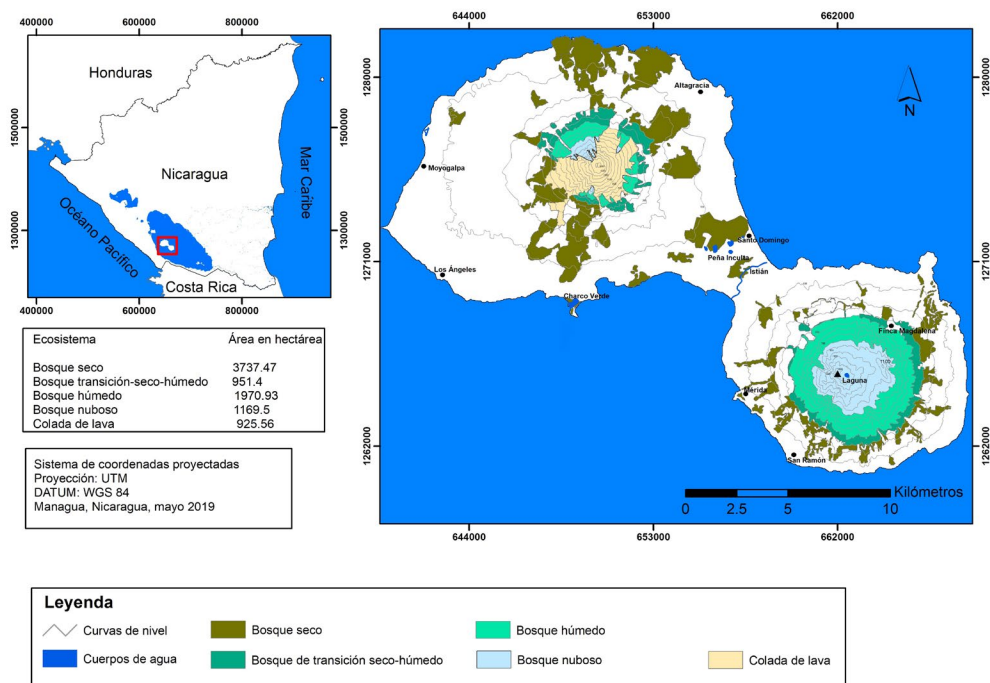 400000 600000 800000
Honduras
Nicaragua
Mar Caribe
Océano Pacífico
Costa Rica
1500000
1300000
1500000
1300000
400000 600000 800000
Ecosistema Área en hectárea
Bosque seco 3737.47
Bosque transición-seco-húmedo 951.4
Bosque húmedo 1970.93
Bosque nuboso 1169.5
Colada de lava 925.56
Sistema de coordenadas proyectadas
Proyección: UTM
DATUM: WGS 84
Managua, Nicaragua, mayo 2019
644000 653000 662000
1280000
1271000
1262000
1280000
1271000
1262000
N
Altagracia
Moyogalpa
Santo Domingo
Peña Inculta
Istián
Los Ángeles
Charco Verde
Finca Magdalena
Laguna
Mérida
San Ramón
Kilómetros
0 2.5 5 10
644000 653000 662000
Leyenda
Curvas de nivel
Bosque seco
Bosque húmedo
Cuerpos de agua
Bosque de transición seco-húmedo
Bosque nuboso
Colada de lava